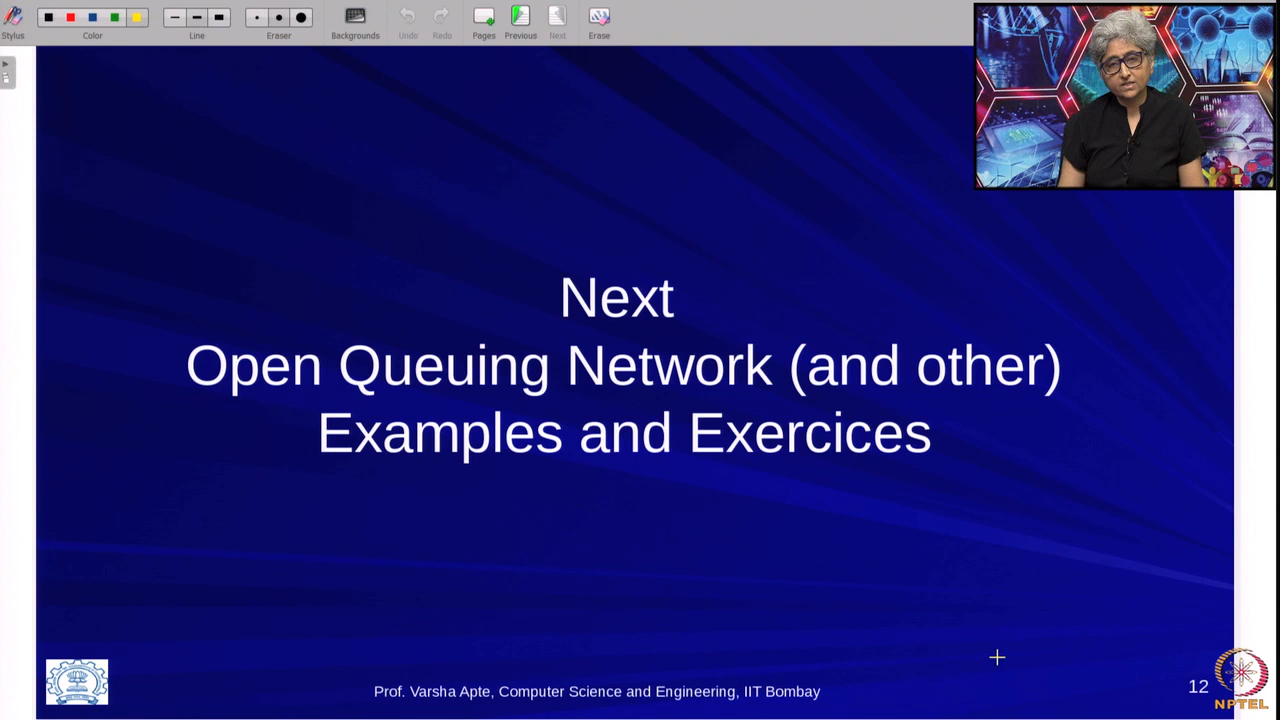 Stylus
Color
Line
Eraser
Backgrounds
Undo
Redo
Pages
Previous
Next
Erase
Next
Open Queuing Network (and other)
Examples and Exercices
Prof. Varsha Apte, Computer Science and Engineering, IIT Bombay
12
NPTEL